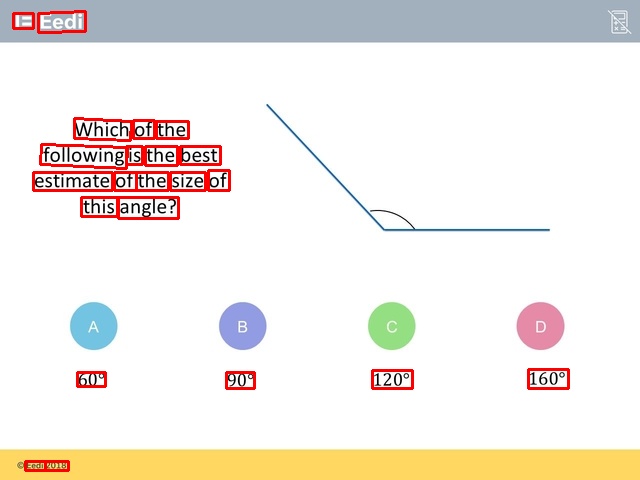 Eedi
Which of the
following is the best
estimate of the size of
this angle?
A
B
C
D
60°
90°
120°
160°
© Eedi 2018